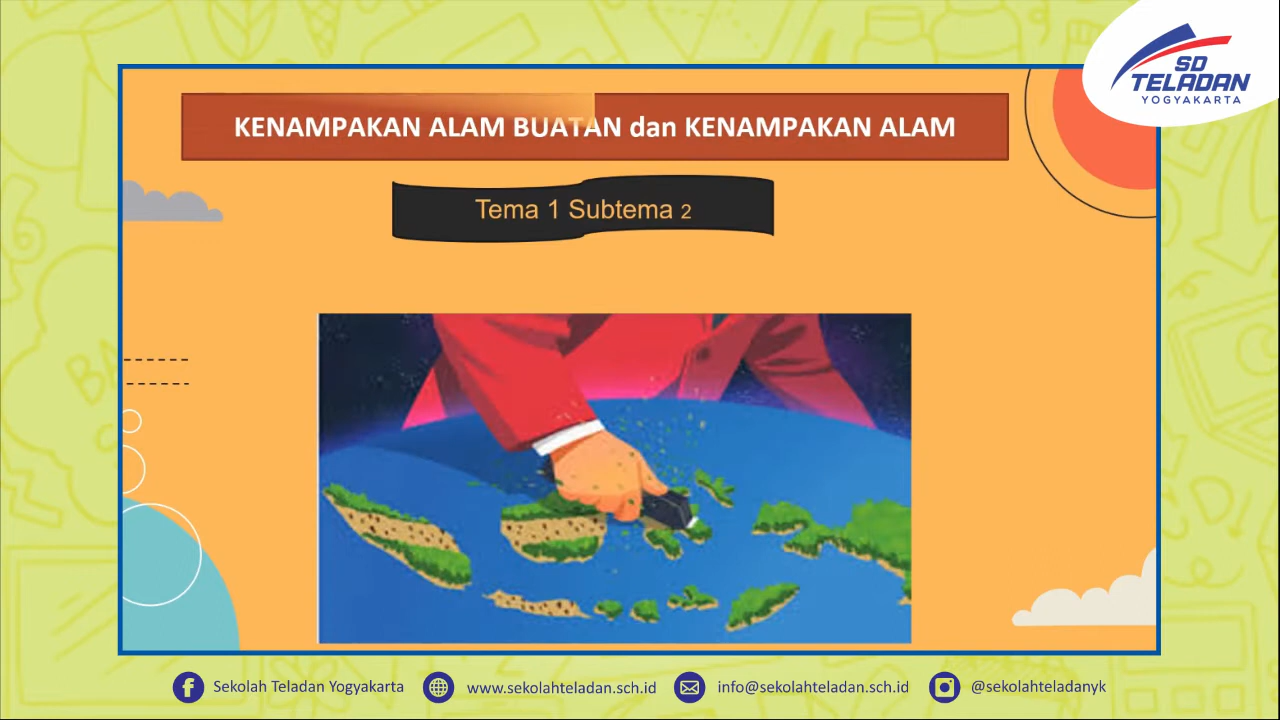 SD
TELADAN
YOGYAKARTA
KENAMPAKAN ALAM BUATAN dan KENAMPAKAN ALAM
Tema 1 Subtema 2
Sekolah Teladan Yogyakarta
www.sekolahteladan.sch.id
info@sekolahteladan.sch.id
@sekolahteladanyk